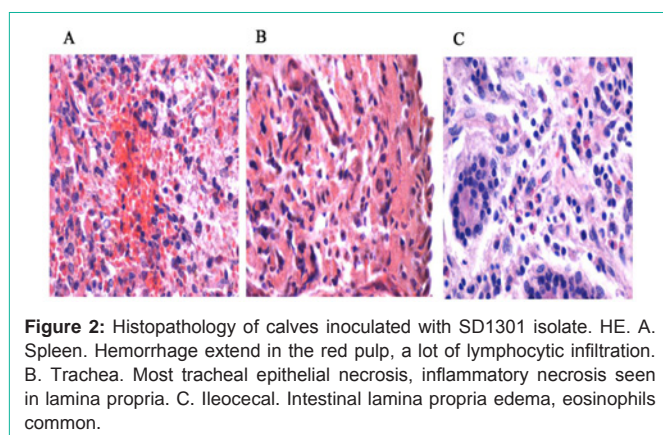 A B C
Figure 2: Histopathology of calves inoculated with SD1301 isolate. HE. A.
Spleen. Hemorrhage extend in the red pulp, a lot of lymphocytic infiltration.
B. Trachea. Most tracheal epithelial necrosis, inflammatory necrosis seen
in lamina propria. C. Ileocecal. Intestinal lamina propria edema, eosinophils
common.